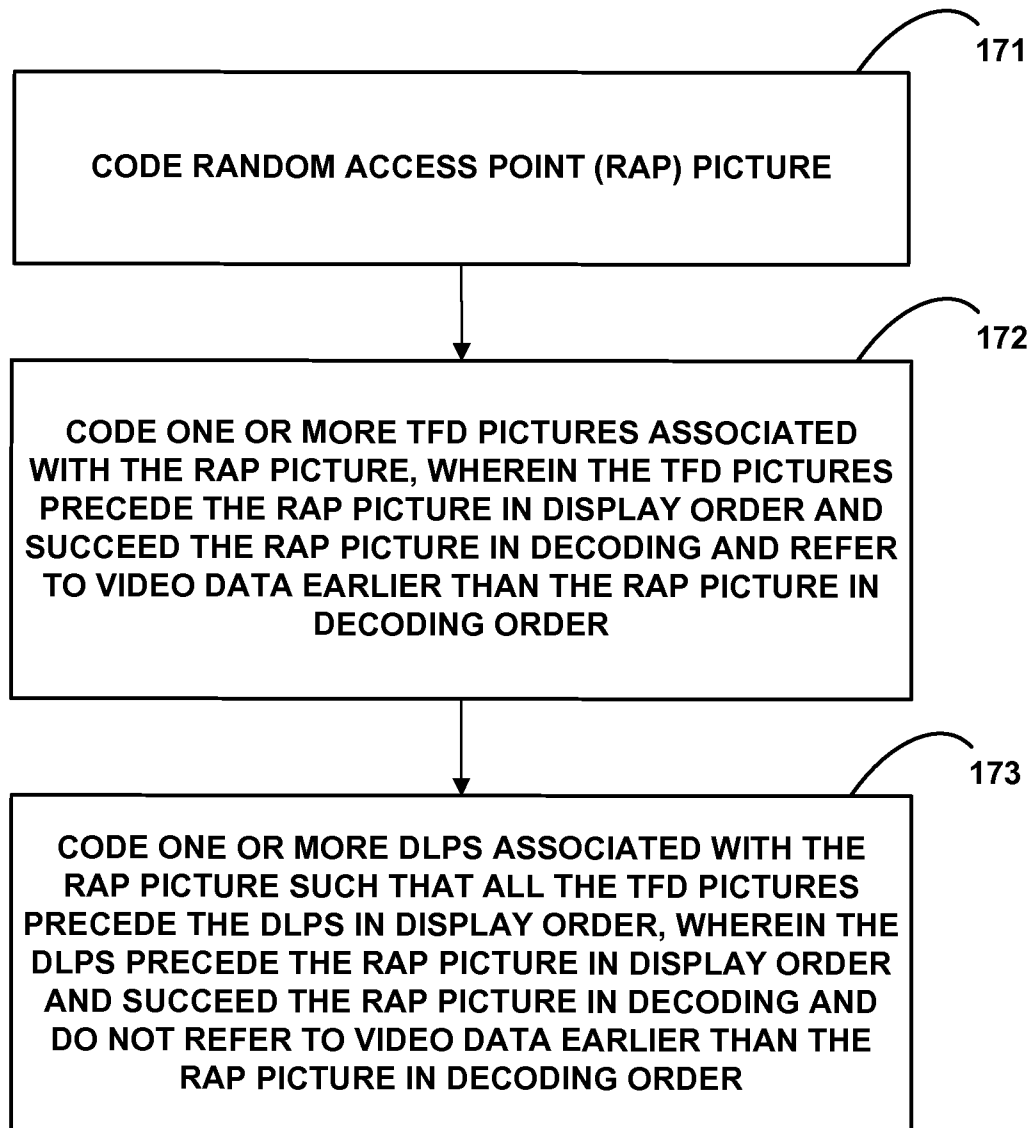 171
CODE RANDOM ACCESS POINT (RAP) PICTURE
172
CODE ONE OR MORE TFD PICTURES ASSOCIATED
WITH THE RAP PICTURE, WHEREIN THE TFD PICTURES
PRECEDE THE RAP PICTURE IN DISPLAY ORDER AND
SUCCEED THE RAP PICTURE IN DECODING AND REFER
TO VIDEO DATA EARLIER THAN THE RAP PICTURE IN
DECODING ORDER
173
CODE ONE OR MORE DLPS ASSOCIATED WITH THE
RAP PICTURE SUCH THAT ALL THE TFD PICTURES
PRECEDE THE DLPS IN DISPLAY ORDER, WHEREIN THE
DLPS PRECEDE THE RAP PICTURE IN DISPLAY ORDER
AND SUCCEED THE RAP PICTURE IN DECODING AND
DO NOT REFER TO VIDEO DATA EARLIER THAN THE
RAP PICTURE IN DECODING ORDER